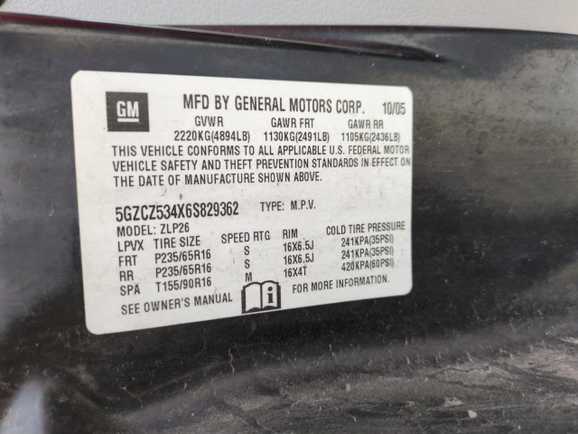 GM
MFD BY GENERAL MOTORS CORP. 10/05
GVWR GAWR FRT GAWR RR
2220KG(4894LB) 1130KG(2491LB) 1105KG(2436LB)
THIS VEHICLE CONFORMS TO ALL APPLICABLE U.S. FEDERAL MOTOR
VEHICLE SAFETY AND THEFT PREVENTION STANDARDS IN EFFECT ON
THE DATE OF MANUFACTURE SHOWN ABOVE.
5GZCZ534X6S829362 TYPE: M.P.V.
MODEL: ZLP26
LPVX TIRE SIZE SPEED RTG RIM COLD TIRE PRESSURE
FRT P235/65R16 S 16X6.5J 241KPA(35PSI)
RR P235/65R16 S 16X6.5J 241KPA(35PSI)
SPA T155/90R16 M 16X4T 420KPA(60PSI)
SEE OWNER'S MANUAL FOR MORE INFORMATION.